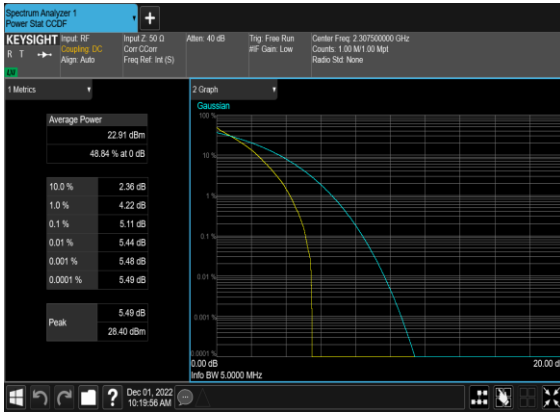 Spectrum Analyzer 1
Power Stat CCDF
KEYSIGHT
R T
LXI
Input: RF
Coupling: DC
Align: Auto
Input Z: 50 Ω
Corr CCorr
Freq Ref: Int (S)
Atten: 40 dB
Trig: Free Run
#IF Gain: Low
Center Freq: 2.307500000 GHz
Counts: 1.00 M/1.00 Mpt
Radio Std: None
1 Metrics
Average Power
22.91 dBm
48.84 % at 0 dB
10.0 % 2.36 dB
1.0 % 4.22 dB
0.1 % 5.11 dB
0.01 % 5.44 dB
0.001 % 5.48 dB
0.0001 % 5.49 dB
Peak
5.49 dB
28.40 dBm
2 Graph
Gaussian
100 %
10 %
1 %
0.1 %
0.01 %
0.001 %
0.0001 %
0.00 dB
20.00 d
Info BW 5.0000 MHz
?
Dec 01, 2022
10:19:56 AM